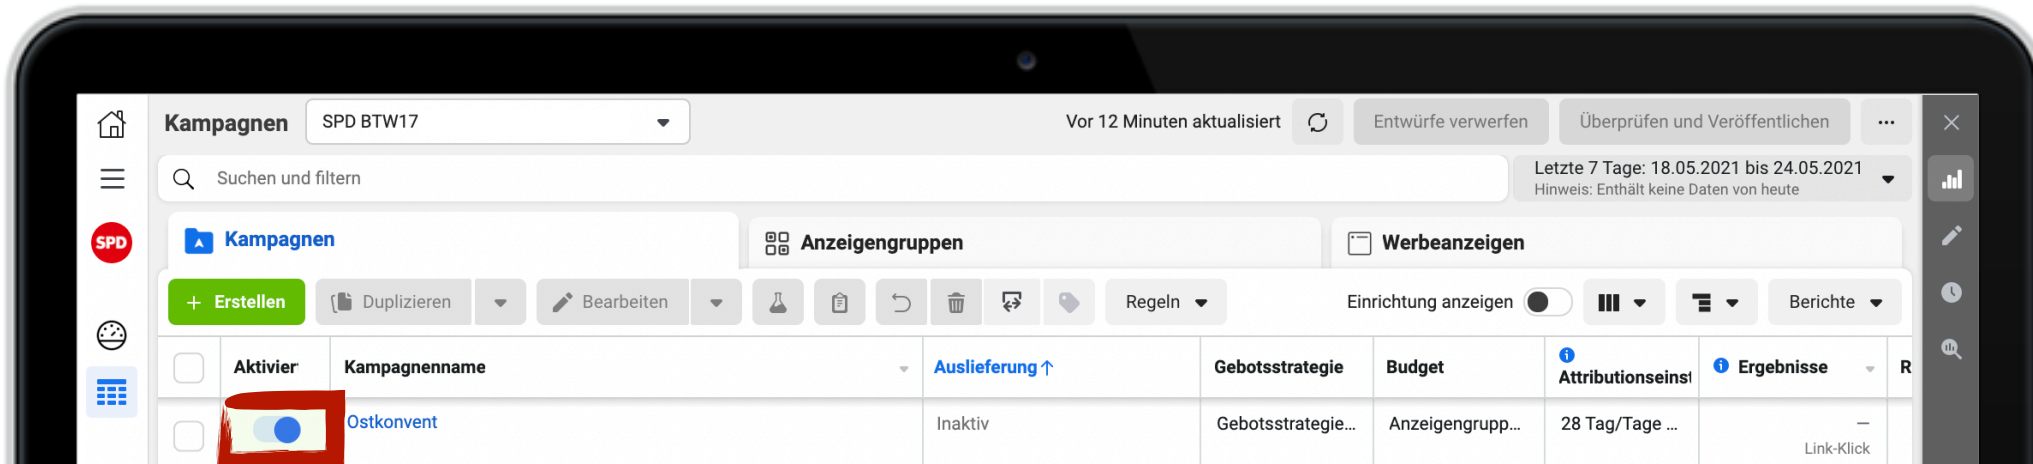 Kampagnen SPD BTW17 Vor 12 Minuten aktualisiert Entwürfe verwerfen Überprüfen und Veröffentlichen
Suchen und filtern
Letzte 7 Tage: 18.05.2021 bis 24.05.2021
Hinweis: Enthält keine Daten von heute
SPD
Kampagnen Anzeigengruppen Werbeanzeigen
+ Erstellen Duplizieren Bearbeiten Regeln Einrichtung anzeigen Berichte
Aktivier Kampagnenname Auslieferung↑ Gebotsstrategie Budget Attributionseinst Ergebnisse R
Ostkonvent Inaktiv Gebotsstrategie... Anzeigengrupp... 28 Tag/Tage ... —
Link-Klick